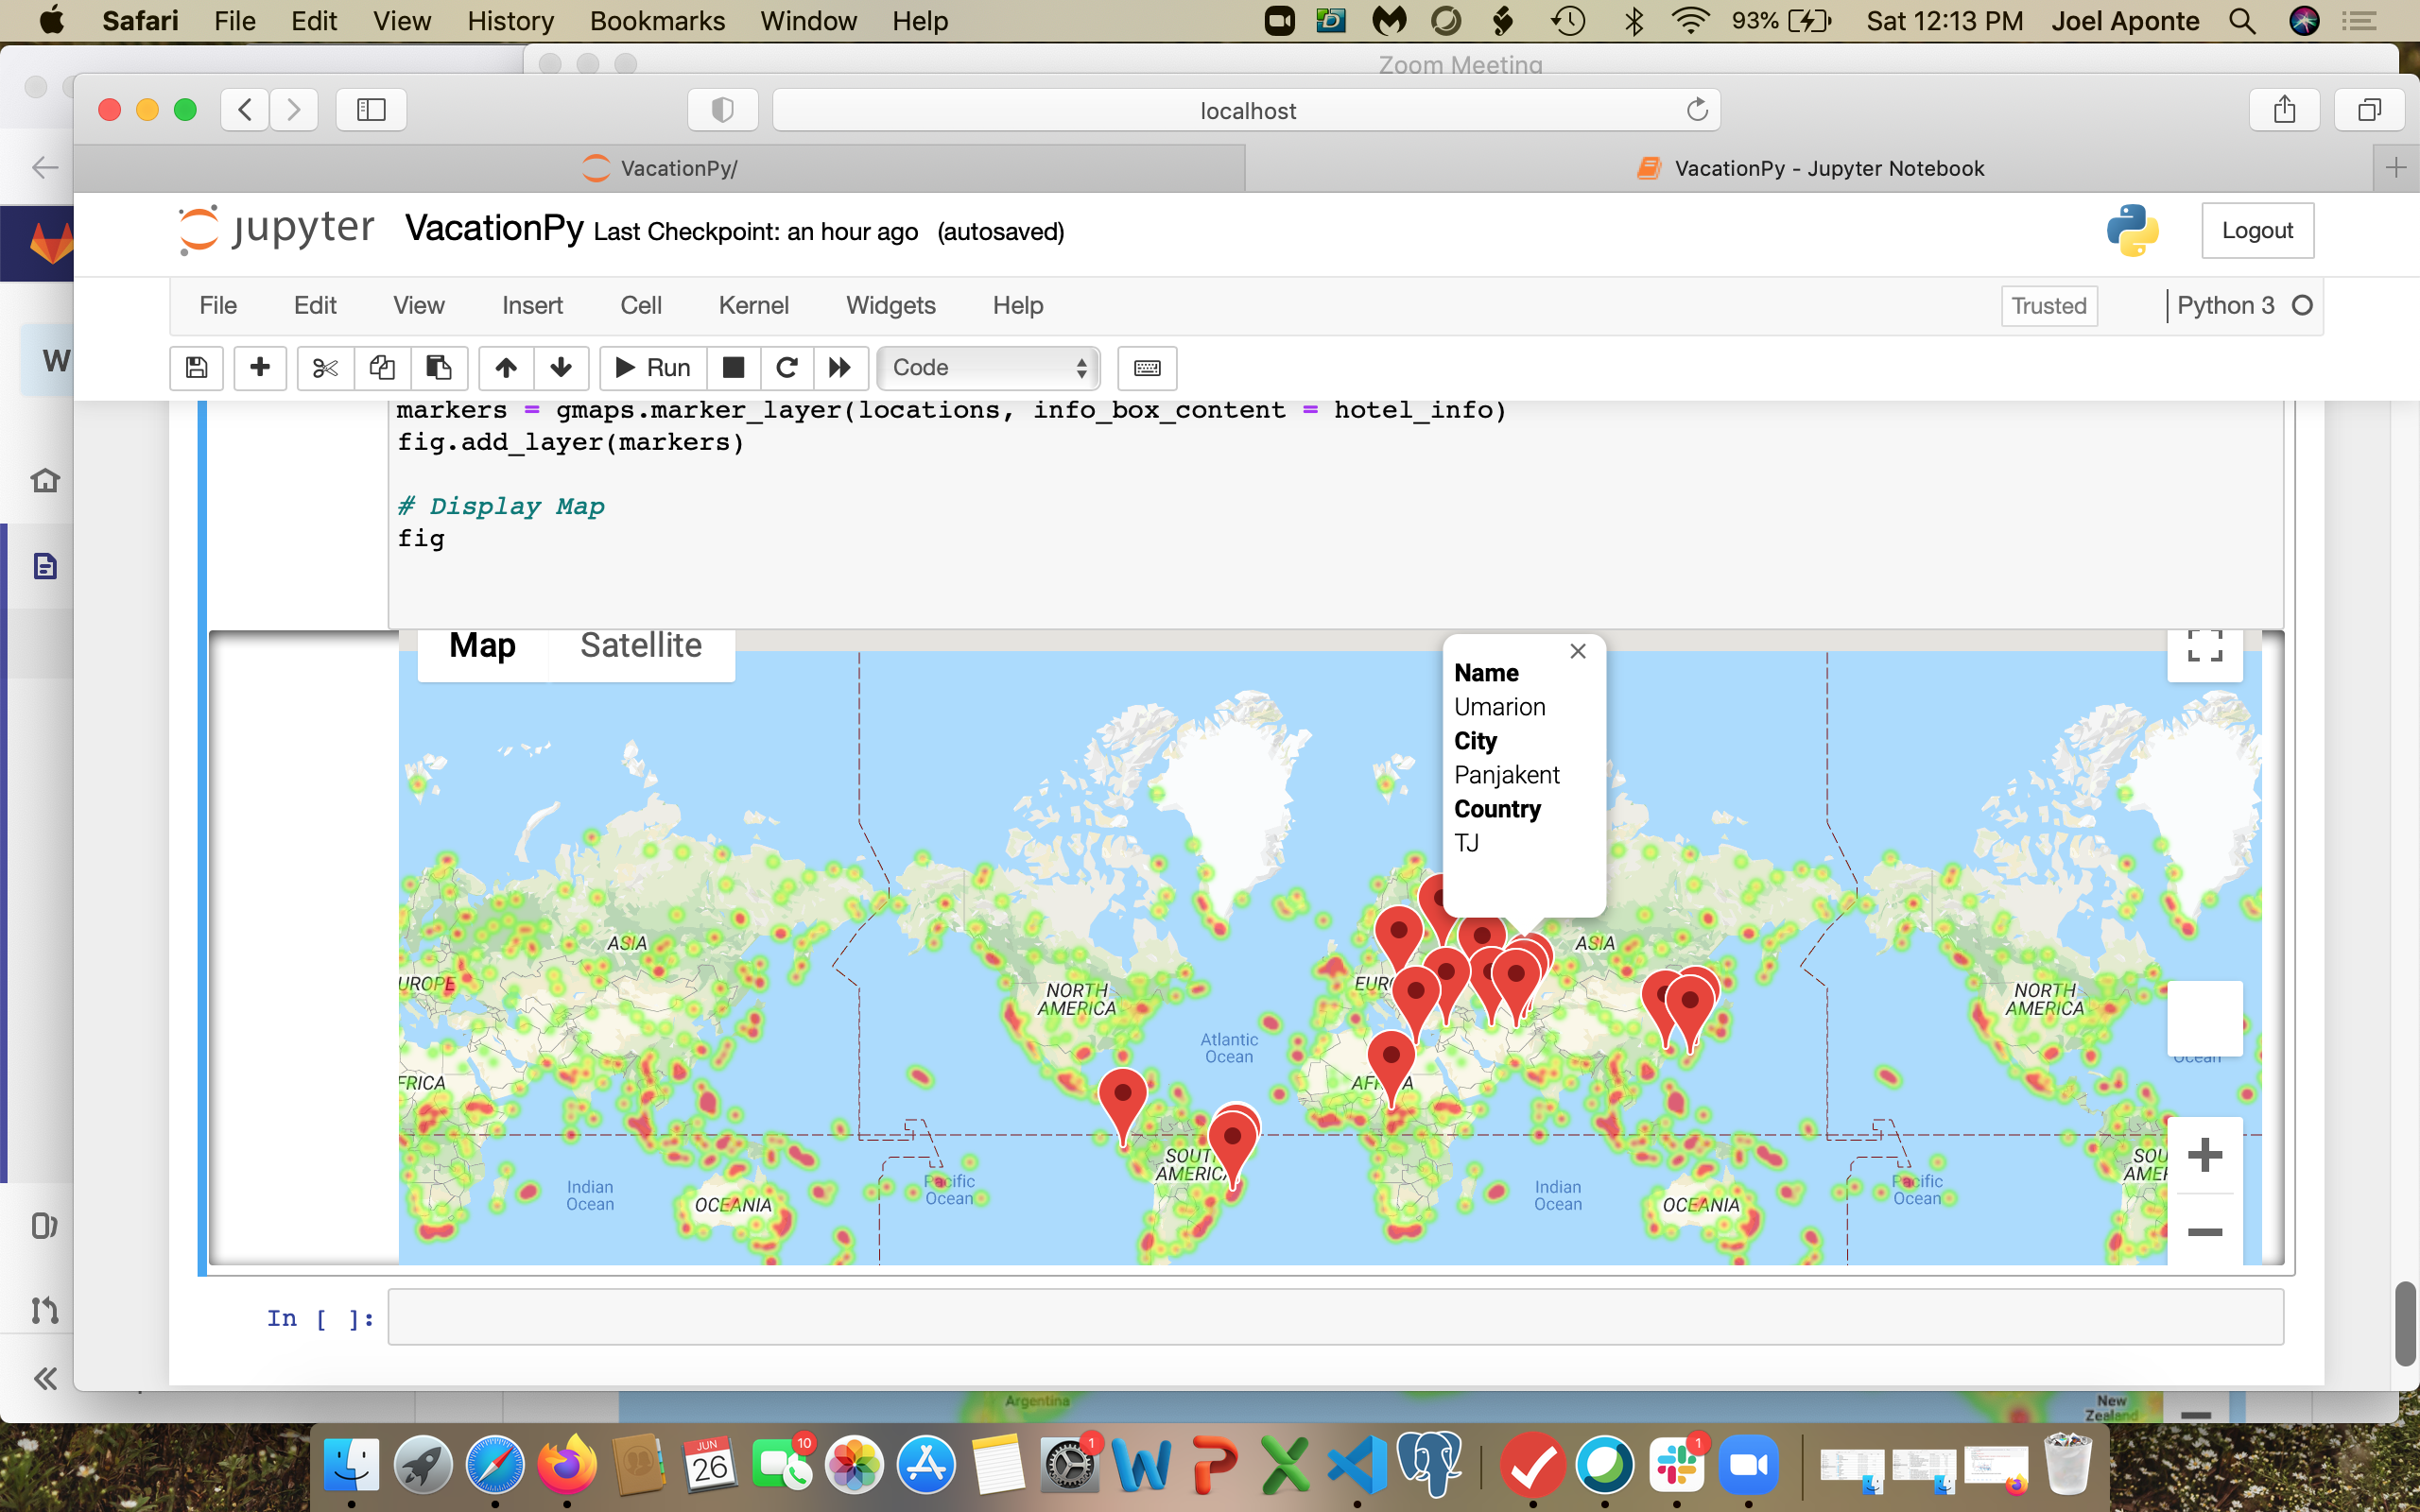 Safari File Edit View History Bookmarks Window Help 93% Sat 12:13 PM Joel Aponte
Zoom Meeting
localhost
VacationPy/
VacationPy - Jupyter Notebook
jupyter VacationPy Last Checkpoint: an hour ago (autosaved)
Logout
File Edit View Insert Cell Kernel Widgets Help
Trusted
Python 3
W
Run
Code
markers = gmaps.marker_layer(locations, info_box_content = hotel_info)
fig.add_layer(markers)
# Display Map
fig
Map Satellite
Name
Umarion
City
Panjakent
Country
TJ
ASIA
ASIA
UROPE
NORTH
AMERICA
EUR
NORTH
AMERICA
Atlantic
Ocean
Ocean
FRICA
AFR A
SOUT
AMERICA
SOU
AMER
Indian
Ocean
OCEANIA
Pacific
Ocean
Indian
Ocean
OCEANIA
Pacific
Ocean
In [ ]:
Argentina
New
Zealand
JUN
26
10
1
1